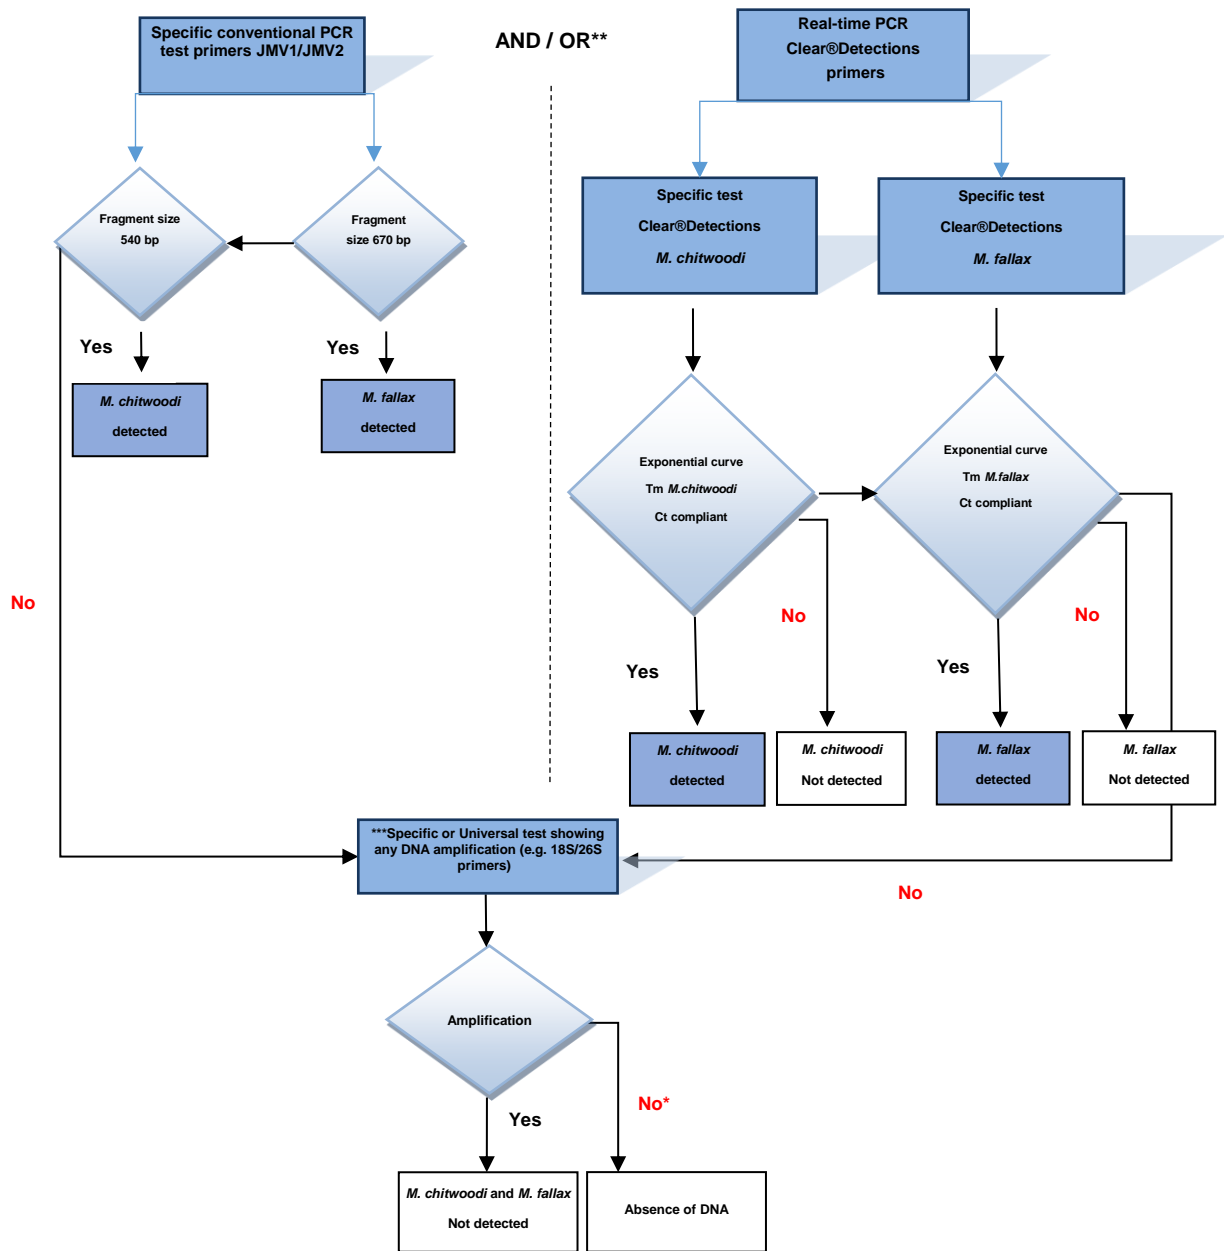 Specific conventional PCR
test primers JMV1/JMV2
AND / OR**
Real-time PCR
Clear®Detections
primers
Fragment size
540 bp
Fragment
size 670 bp
Specific test
Clear®Detections
M. chitwoodi
Specific test
Clear®Detections
M. fallax
Yes
Yes
M. chitwoodi
detected
M. fallax
detected
Exponential curve
Tm M.chitwoodi
Ct compliant
Exponential curve
Tm M.fallax
Ct compliant
No
No
No
Yes
Yes
M. chitwoodi
detected
M. chitwoodi
Not detected
M. fallax
detected
M. fallax
Not detected
***Specific or Universal test showing
any DNA amplification (e.g. 18S/26S
primers)
No
Amplification
Yes
No*
M. chitwoodi and M. fallax
Not detected
Absence of DNA